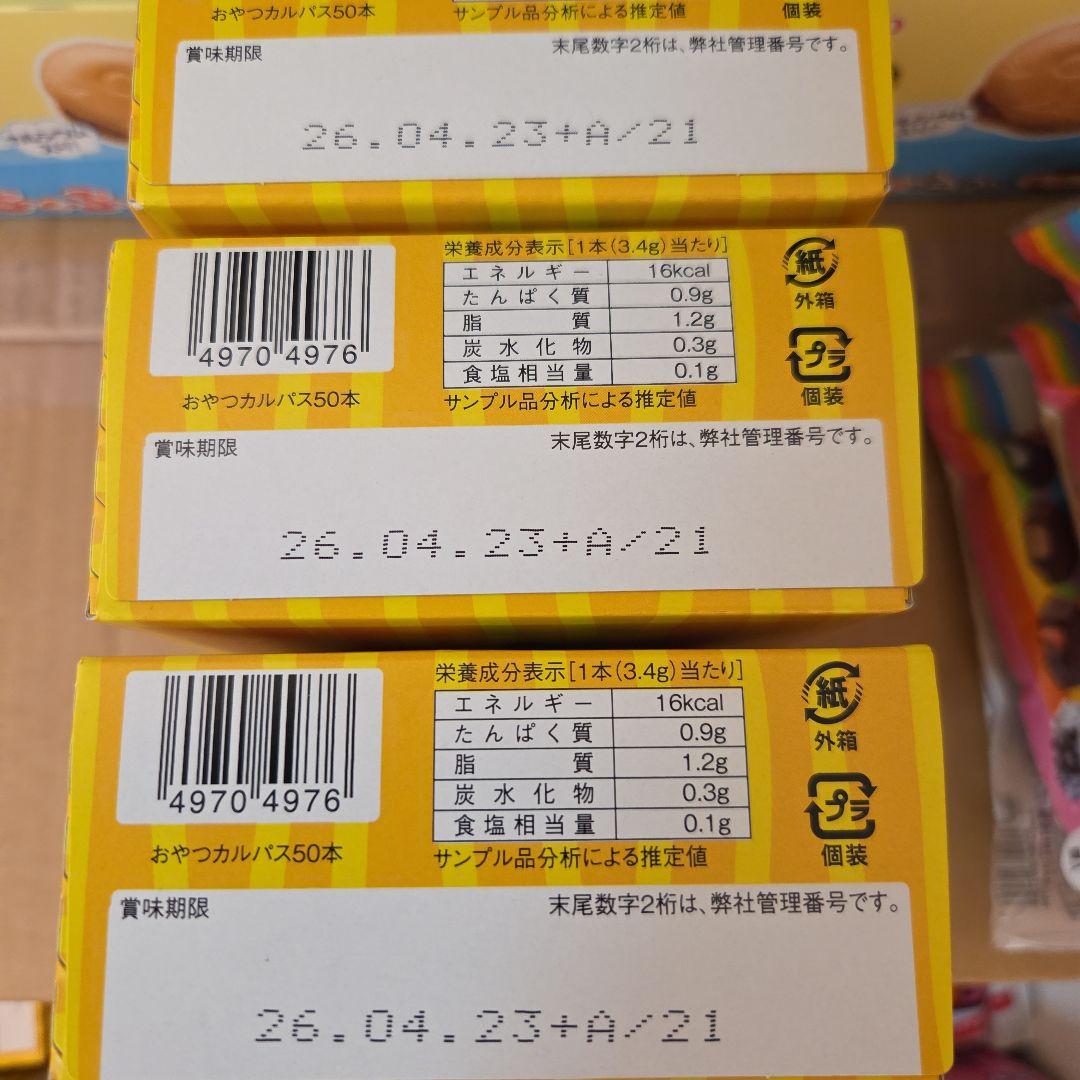 おやつカルパス50本
サンプル品分析による推定値
個装
賞味期限
末尾数字2桁は、弊社管理番号です。
26.04.23+A/21
4970 4976
おやつカルパス50本
栄養成分表示[1本(3.4g)当たり]
エネルギー 16kcal
たんぱく質 0.9g
脂質 1.2g
炭水化物 0.3g
食塩相当量 0.1g
サンプル品分析による推定値
紙
外箱
プラ
個装
賞味期限
末尾数字2桁は、弊社管理番号です。
26.04.23+A/21
4970 4976
おやつカルパス50本
栄養成分表示[1本(3.4g)当たり]
エネルギー 16kcal
たんぱく質 0.9g
脂質 1.2g
炭水化物 0.3g
食塩相当量 0.1g
サンプル品分析による推定値
紙
外箱
プラ
個装
賞味期限
末尾数字2桁は、弊社管理番号です。
26.04.23+A/21